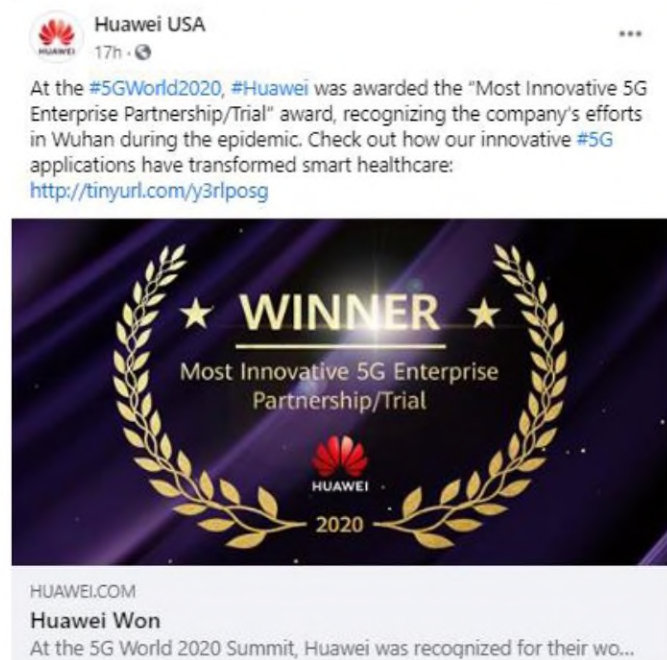 Huawei USA
17h ·
At the #5GWorld2020, #Huawei was awarded the "Most Innovative 5G
Enterprise Partnership/Trial" award, recognizing the company's efforts
in Wuhan during the epidemic. Check out how our innovative #5G
applications have transformed smart healthcare:
http://tinyurl.com/y3rlposg
WINNER
Most Innovative 5G Enterprise
Partnership/Trial
HUAWEI
2020
HUAWEI.COM
Huawei Won
At the 5G World 2020 Summit, Huawei was recognized for their wo...